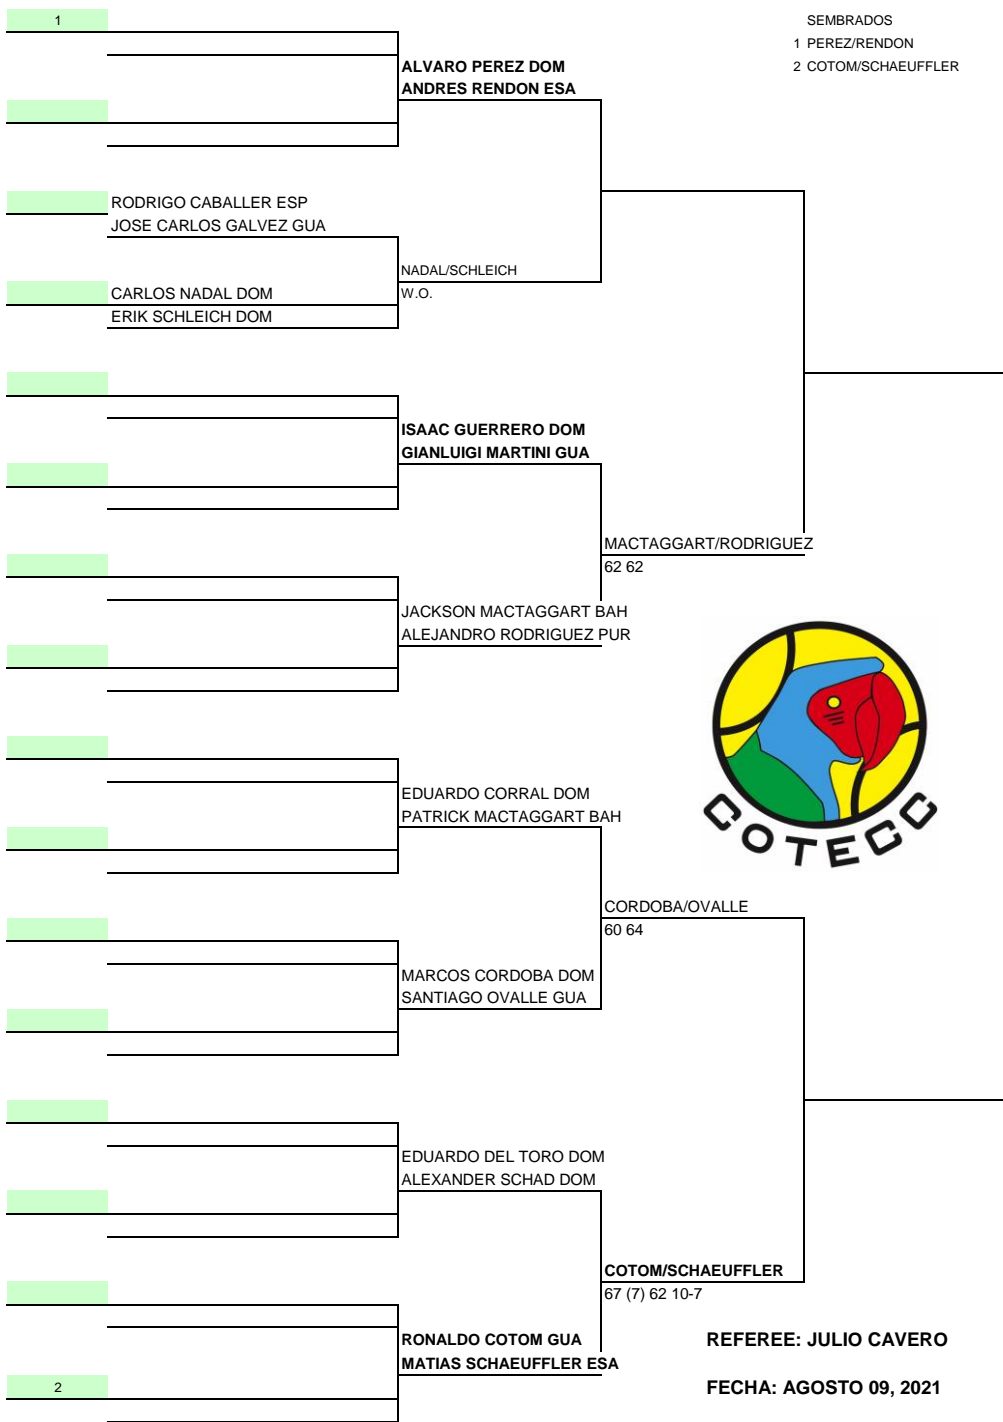 1
SEMBRADOS
1 PEREZ/RENDON
2 COTOM/SCHAEUFFLER
ALVARO PEREZ DOM
ANDRES RENDON ESA
RODRIGO CABALLER ESP
JOSE CARLOS GALVEZ GUA
NADAL/SCHLEICH
W.O.
CARLOS NADAL DOM
ERIK SCHLEICH DOM
ISAAC GUERRERO DOM
GIANLUIGI MARTINI GUA
MACTAGGART/RODRIGUEZ
62 62
JACKSON MACTAGGART BAH
ALEJANDRO RODRIGUEZ PUR
EDUARDO CORRAL DOM
PATRICK MACTAGGART BAH
COTECC
CORDOBA/OVALLE
60 64
MARCOS CORDOBA DOM
SANTIAGO OVALLE GUA
EDUARDO DEL TORO DOM
ALEXANDER SCHAD DOM
COTOM/SCHAEUFFLER
67 (7) 62 10-7
RONALDO COTOM GUA
MATIAS SCHAEUFFLER ESA
2
REFEREE: JULIO CAVERO
FECHA: AGOSTO 09, 2021